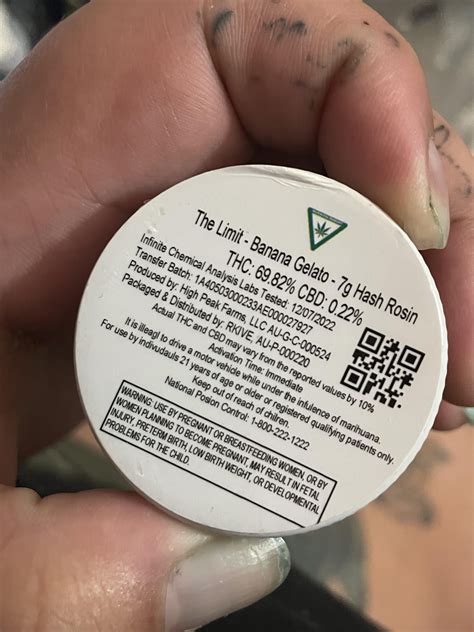 The Limit - Banana Gelato - 7g Hash Rosin
THC: 69.82% CBD: 0.22%
Infinite Chemical Analysis Labs Tested: 12/07/2022
Transfer Batch: 1A40503000233AE000027927
Produced by: High Peak Farms, LLC AU-G-C-000524
Packaged & Distributed by: RKIVE, AU-P-000220
Actual THC and CBD may vary from the reported values by 10%
Activation Time: Immediate
It is illeagl to drive a motor vehicle while under the infulence of marihuana.
For use by indivudauls 21 years of age or older or registered qualifying patients only.
Keep out of reach of chilren.
National Posion Control: 1-800-222-1222
WARNING: USE BY PREGNANT OR BREASTFEEDING WOMEN, OR BY
WOMEN PLANNING TO BECOME PREGNANT, MAY RESULT IN FETAL
INJURY, PRETERM BIRTH, LOW BIRTH WEIGHT, OR DEVELOPMENTAL
PROBLEMS FOR THE CHILD.